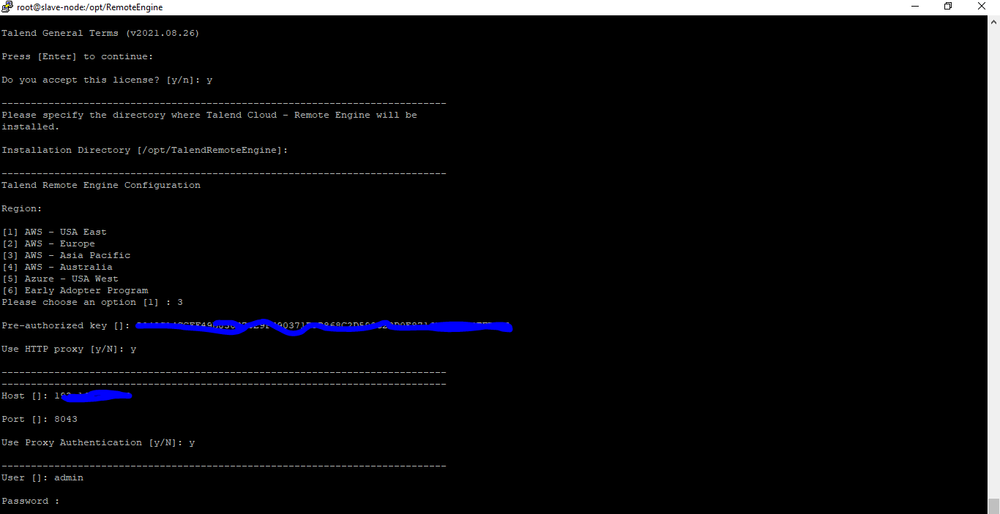 root@slave-node:/opt/RemoteEngine
Talend General Terms (v2021.08.26)
Press [Enter] to continue:
Do you accept this license? [y/n]: y
----------------------------------------------------------------------------
Please specify the directory where Talend Cloud - Remote Engine will be
installed.
Installation Directory [/opt/TalendRemoteEngine]:
----------------------------------------------------------------------------
Talend Remote Engine Configuration
Region:
[1] AWS - USA East
[2] AWS - Europe
[3] AWS - Asia Pacific
[4] AWS - Australia
[5] Azure - USA West
[6] Early Adopter Program
Please choose an option [1] : 3
Pre-authorized key []:
Use HTTP proxy [y/N]: y
----------------------------------------------------------------------------
----------------------------------------------------------------------------
Host []:
Port []: 8043
Use Proxy Authentication [y/N]: y
----------------------------------------------------------------------------
User []: admin
Password :